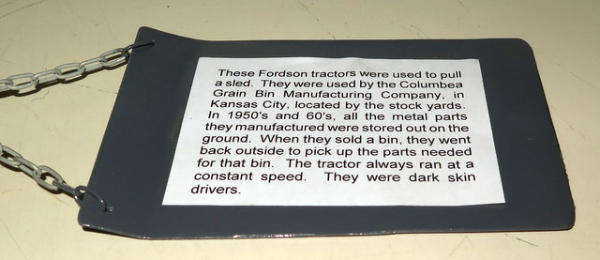 These Fordson tractors were used to pull
a sled. They were used by the Columbea
Grain Bin Manufacturing Company, in
Kansas City, located by the stock yards.
In 1950's and 60's, all the metal parts
they manufactured were stored out on the
ground. When they sold a bin, they went
back outside to pick up the parts needed
for that bin. The tractor always ran at a
constant speed. They were dark skin
drivers.